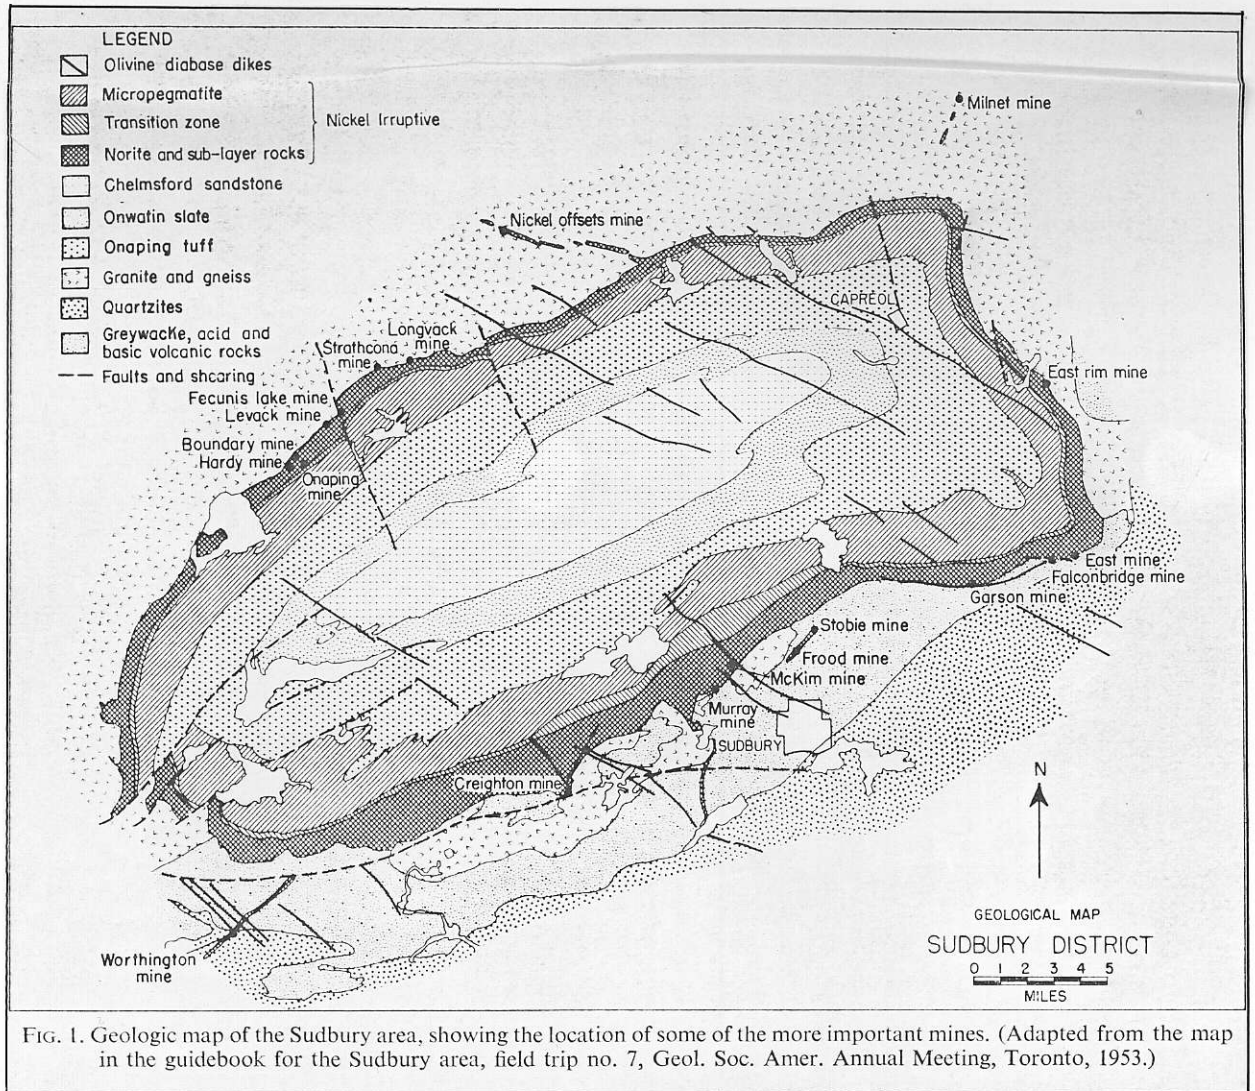 LEGEND
Olivine diabase dikes
Micropegmatite
Transition zone
Nickel Irruptive
Norite and sub-layer rocks
Chelmsford sandstone
Onwatin slate
Onaping tuff
Granite and gneiss
Quartzites
Greywacke, acid and
basic volcanic rocks
Faults and shearing
Milnet mine
Nickel offsets mine
CAPREOL
Longvack
mine
Strathcona
mine
East rim mine
Fecunis lake mine
Levack mine
Boundary mine
Hardy mine
Onaping
mine
East mine
Falconbridge mine
Garson mine
Stobie mine
Frood mine
McKim mine
Murray
mine
SUDBURY
Creighton mine
Worthington
mine
N
GEOLOGICAL MAP
SUDBURY DISTRICT
0 1 2 3 4 5
MILES
FIG. 1. Geologic map of the Sudbury area, showing the location of some of the more important mines. (Adapted from the map
in the guidebook for the Sudbury area, field trip no. 7, Geol. Soc. Amer. Annual Meeting, Toronto, 1953.)